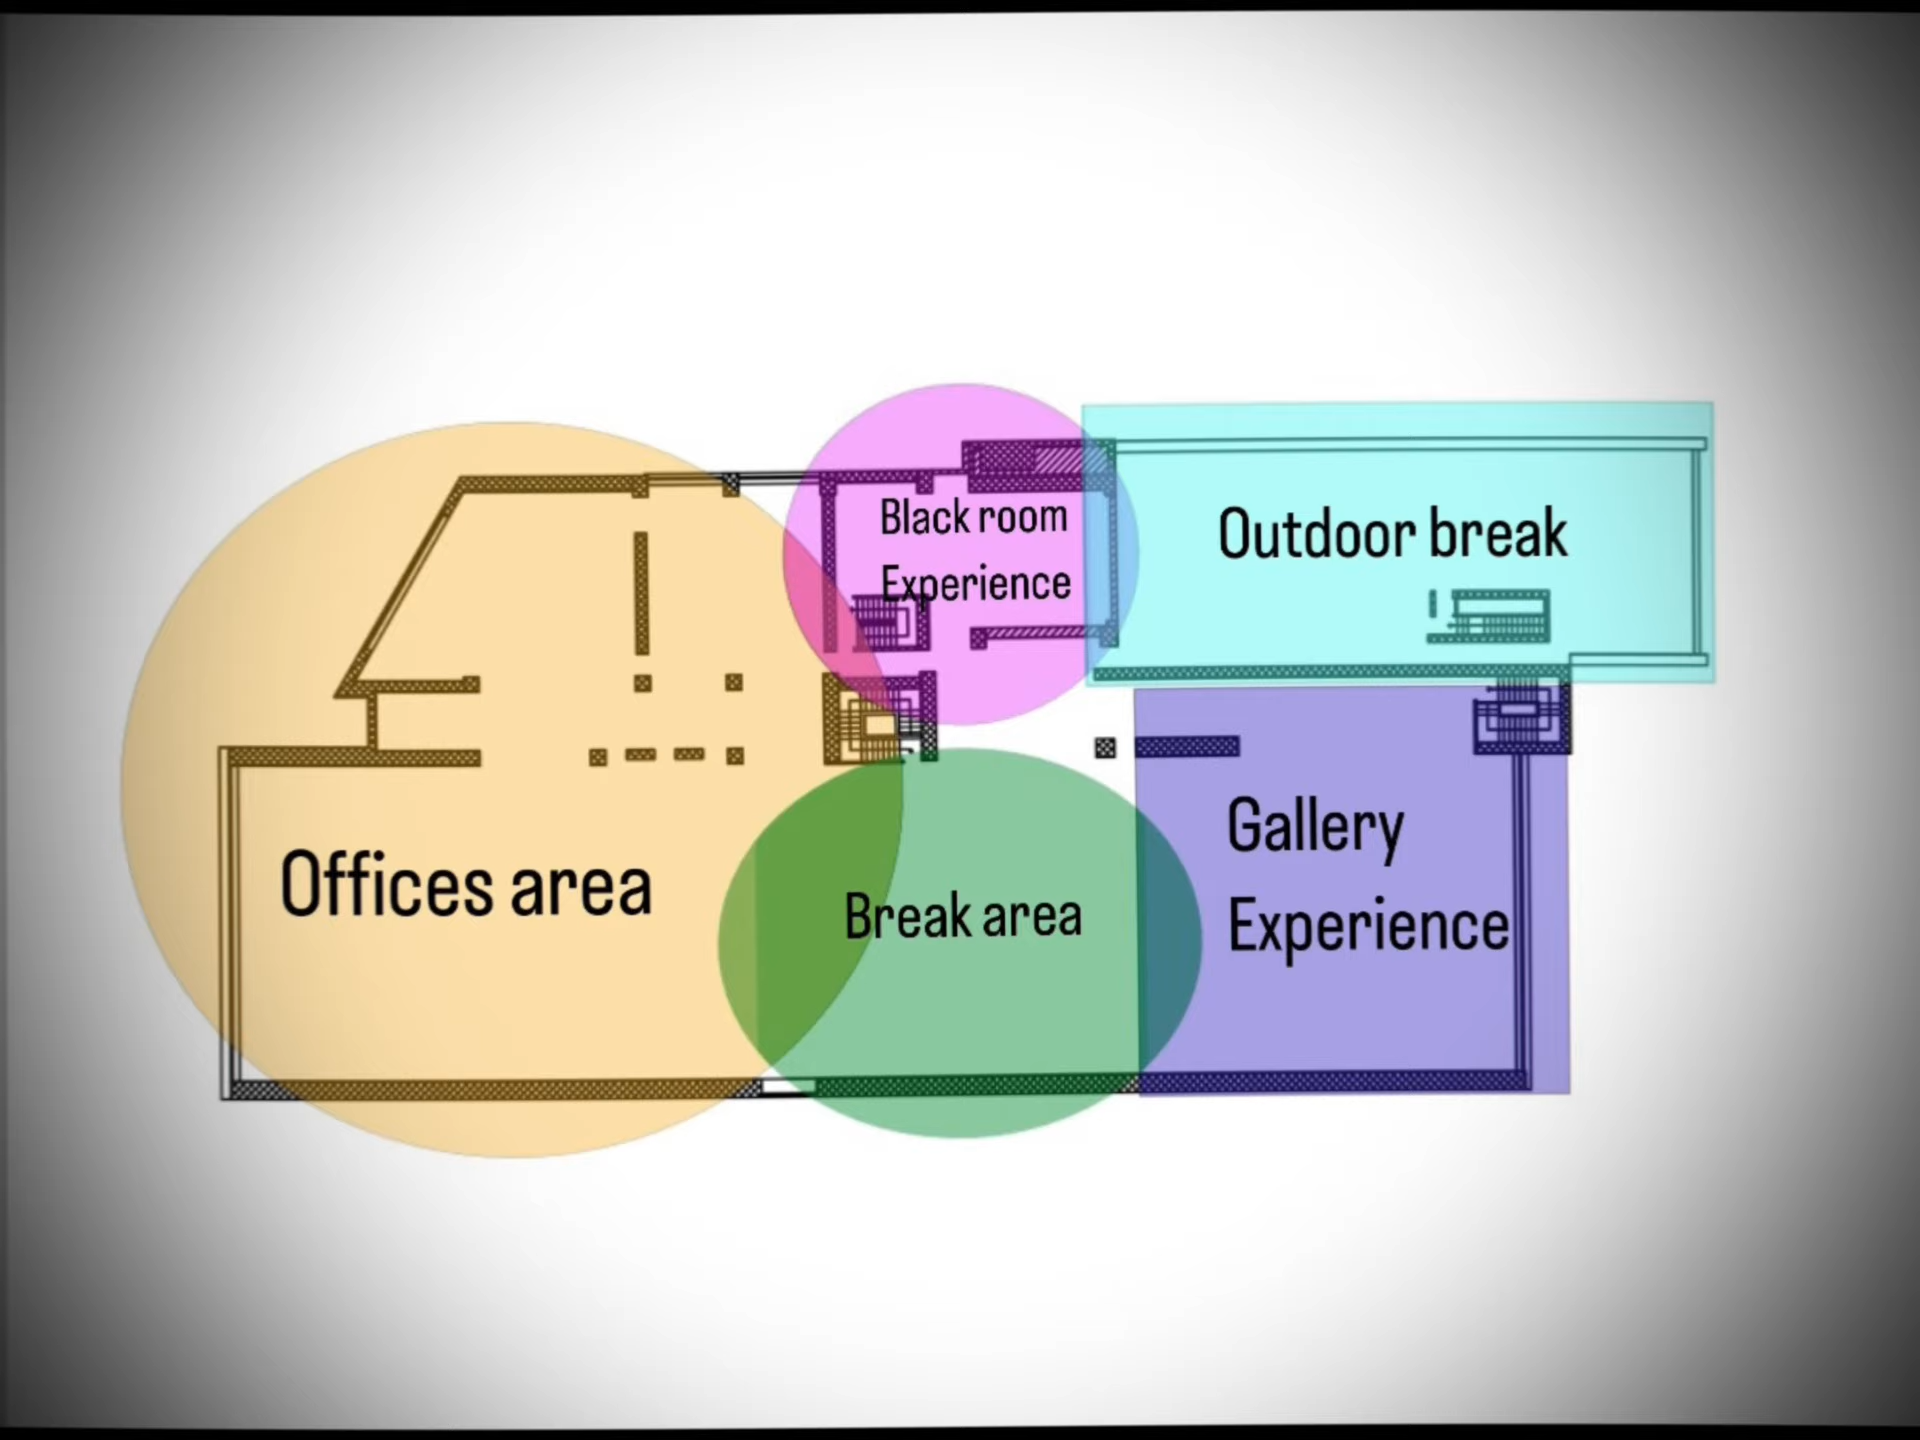 Black room
Experience
Outdoor break
Offices area
Break area
Gallery
Experience